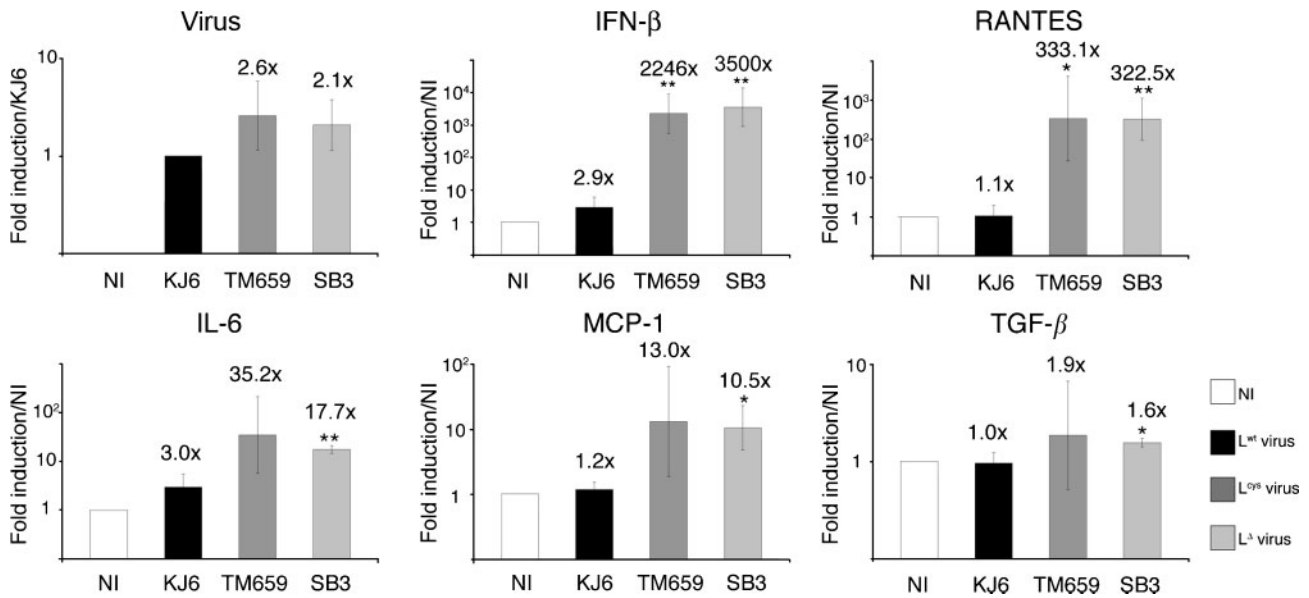 Virus
Fold induction/KJ6
10
1
2.6x
2.1x
NI KJ6 TM659 SB3
IFN-β
Fold induction/NI
10⁴
10³
10²
10
1
2.9x
2246x
**
3500x
**
NI KJ6 TM659 SB3
RANTES
Fold induction/NI
10³
10²
10
1
1.1x
333.1x
*
322.5x
**
NI KJ6 TM659 SB3
IL-6
Fold induction/NI
10²
10
1
3.0x
35.2x
17.7x
**
NI KJ6 TM659 SB3
MCP-1
Fold induction/NI
10²
10
1
1.2x
13.0x
10.5x
*
NI KJ6 TM659 SB3
TGF-β
Fold induction/NI
10
1
1.0x
1.9x
1.6x
*
NI KJ6 TM659 SB3
NI
Lʷᵗ virus
Lᶜʸˢ virus
L^Δ virus